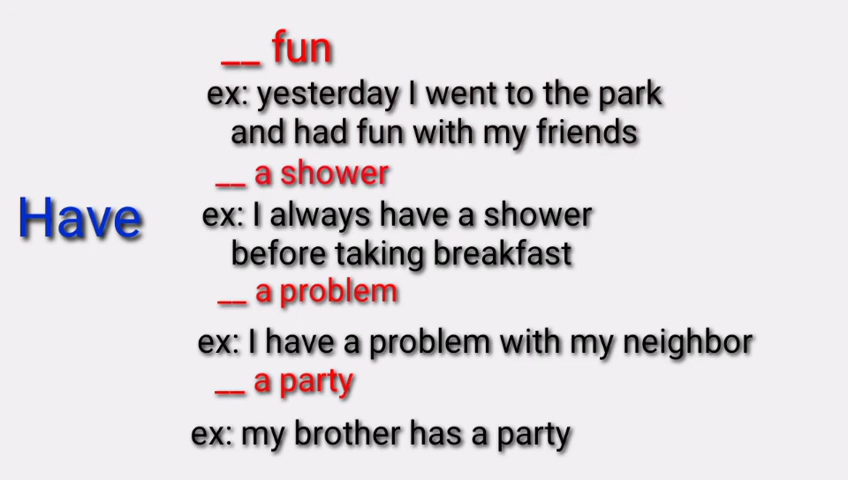 __ fun
ex: yesterday I went to the park
and had fun with my friends
__ a shower
Have
ex: I always have a shower
before taking breakfast
__ a problem
ex: I have a problem with my neighbor
__ a party
ex: my brother has a party